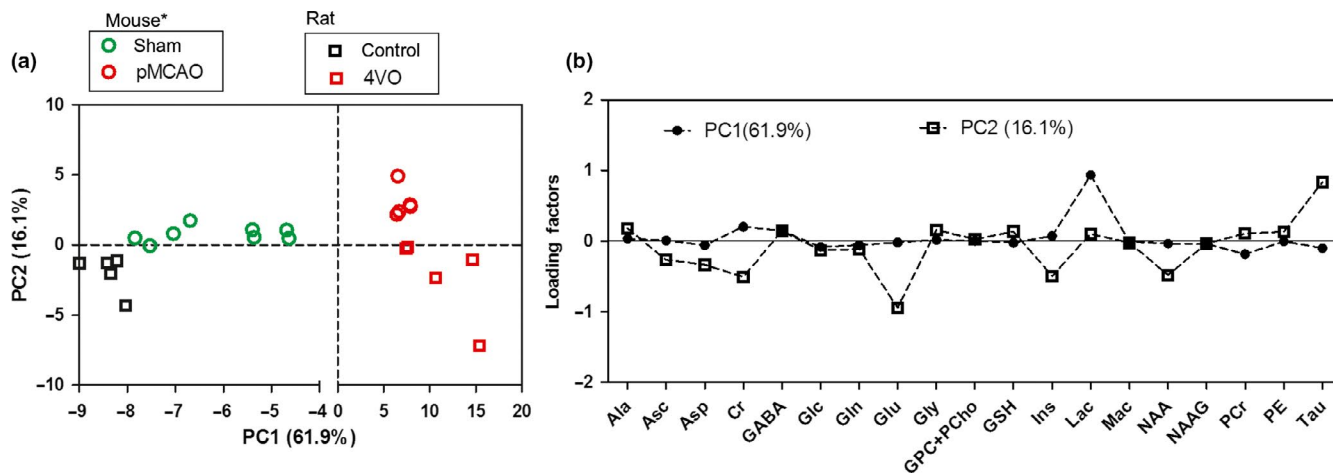 Mouse*
Sham
pMCAO
Rat
Control
4VO
(a)
10
5
0
−5
−10
PC2 (16.1%)
−9 −8 −7 −6 −5 −4 0 5 10 15 20
PC1 (61.9%)
(b)
PC1(61.9%)
PC2 (16.1%)
2
1
0
−1
−2
Loading factors
Ala Asc Asp Cr GABA Glc Gln Glu Gly GPC+PCho GSH Ins Lac Mac NAA NAAG PCr PE Tau